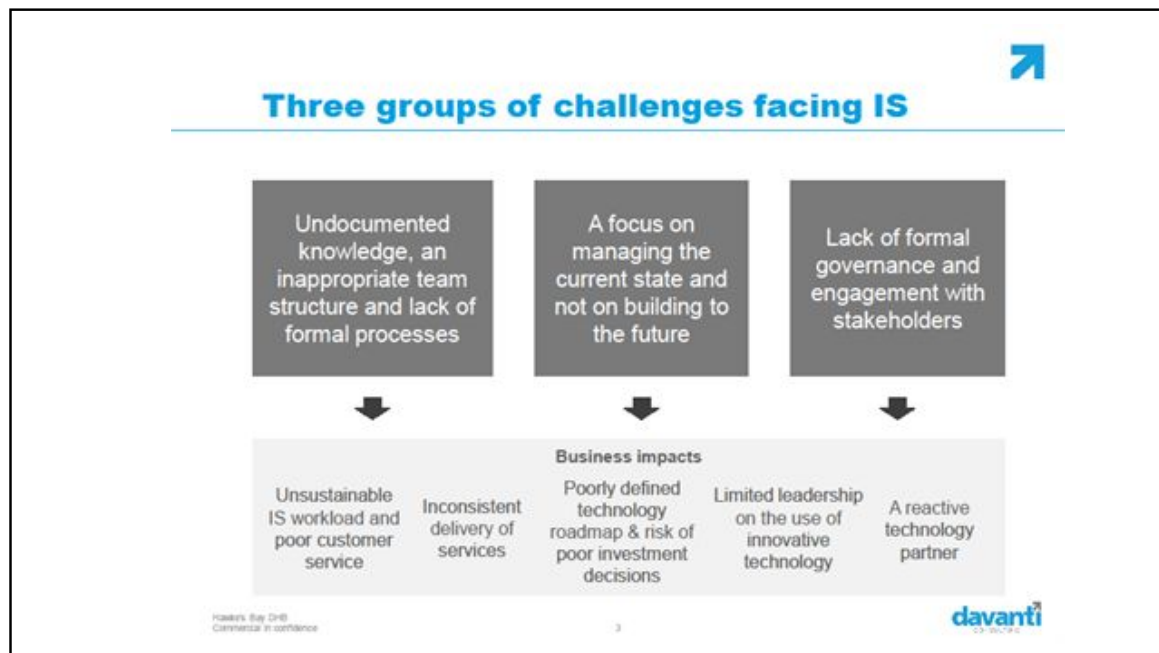 Three groups of challenges facing IS
Undocumented
knowledge, an
inappropriate team
structure and lack of
formal processes
A focus on
managing the
current state and
not on building to
the future
Lack of formal
governance and
engagement with
stakeholders
Business impacts
Unsustainable
IS workload and
poor customer
service
Inconsistent
delivery of
services
Poorly defined
technology
roadmap & risk of
poor investment
decisions
Limited leadership
on the use of
innovative
technology
A reactive
technology
partner
Hawke's Bay DHB
Commercial in confidence
3
davanti
CONSULTING